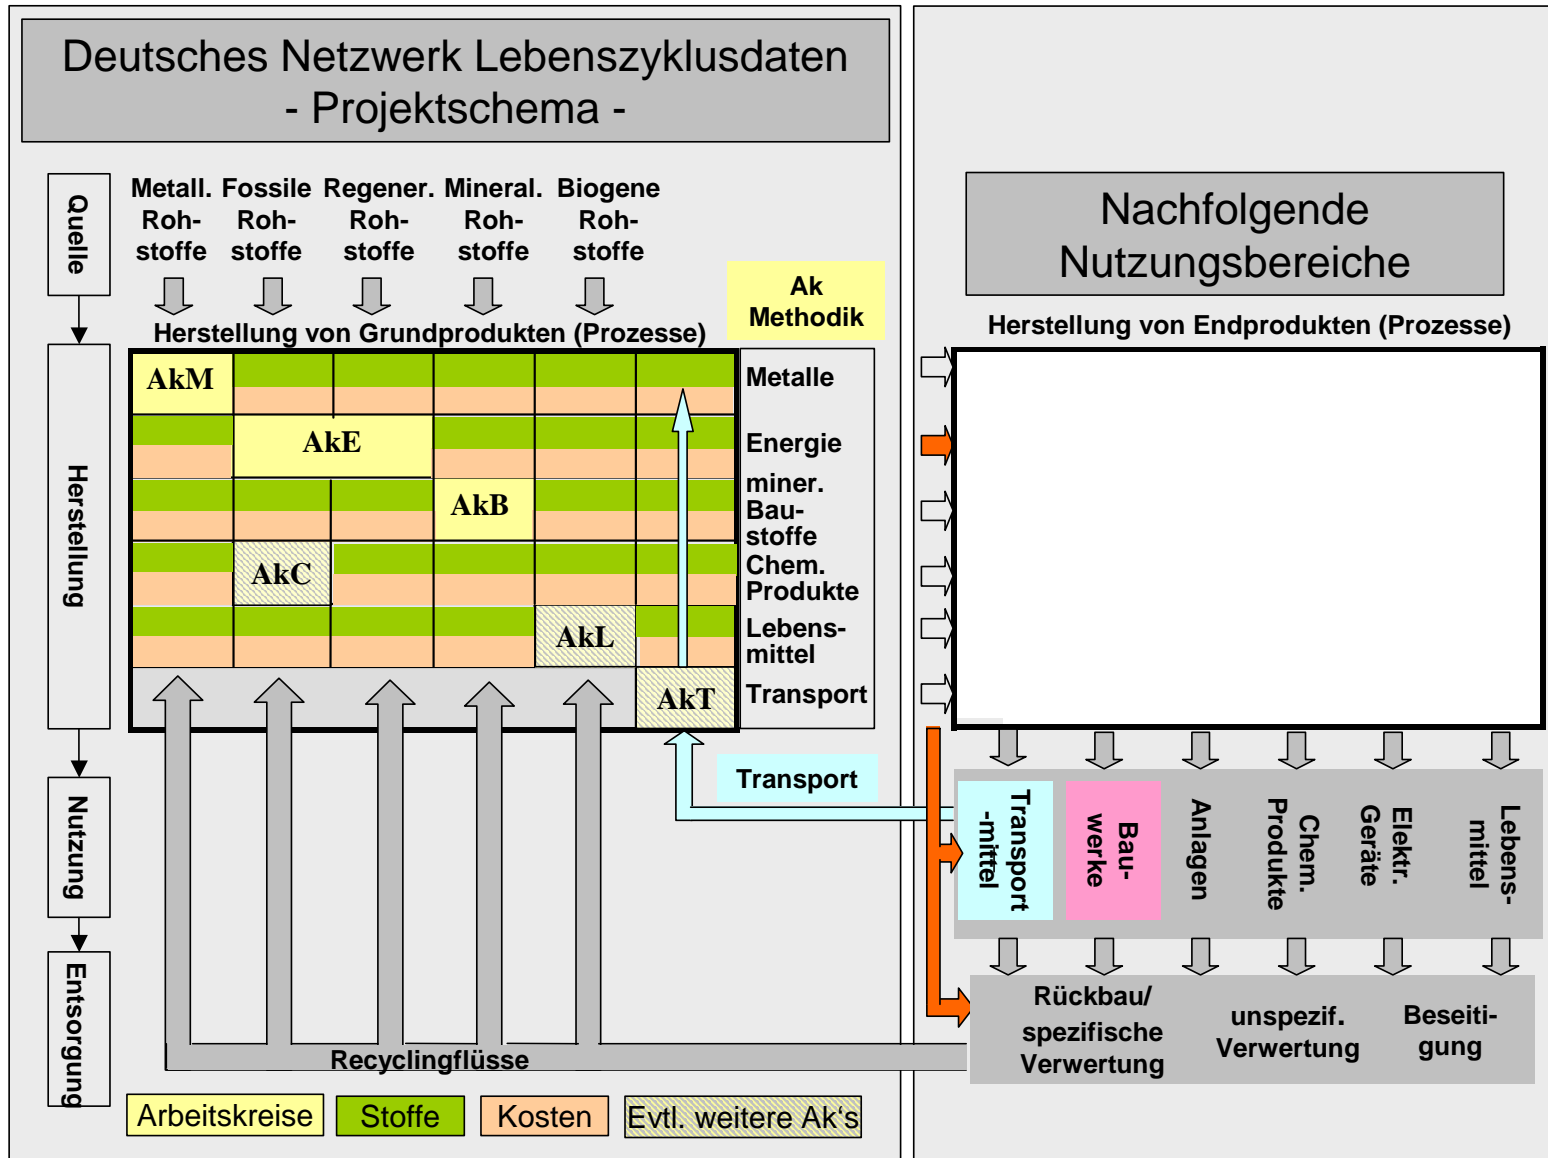 Deutsches Netzwerk Lebenszyklusdaten
- Projektschema -
Quelle
Herstellung
Nutzung
Entsorgung
Metall.
Roh-
stoffe
Fossile
Roh-
stoffe
Regener.
Roh-
stoffe
Mineral.
Roh-
stoffe
Biogene
Roh-
stoffe
Ak
Methodik
Herstellung von Grundprodukten (Prozesse)
AkM
AkE
AkB
AkC
AkL
AkT
Metalle
Energie
miner.
Bau-
stoffe
Chem.
Produkte
Lebens-
mittel
Transport
Transport
Recyclingflüsse
Arbeitskreise
Stoffe
Kosten
Evtl. weitere Ak‘s
Nachfolgende
Nutzungsbereiche
Herstellung von Endprodukten (Prozesse)
Transport
-mittel
Bau-
werke
Anlagen
Chem.
Produkte
Elektr.
Geräte
Lebens-
mittel
Rückbau/
spezifische
Verwertung
unspezif.
Verwertung
Beseiti-
gung